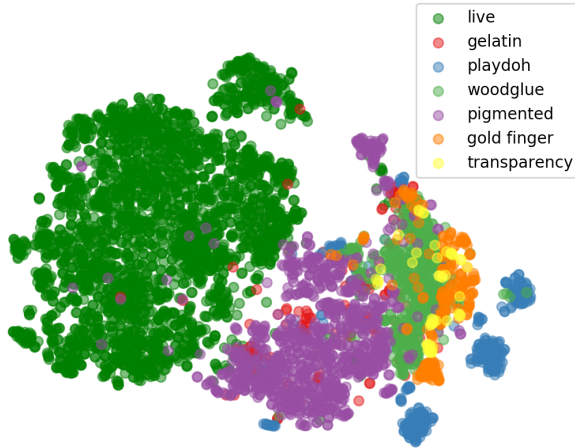 live
gelatin
playdoh
woodglue
pigmented
gold finger
transparency